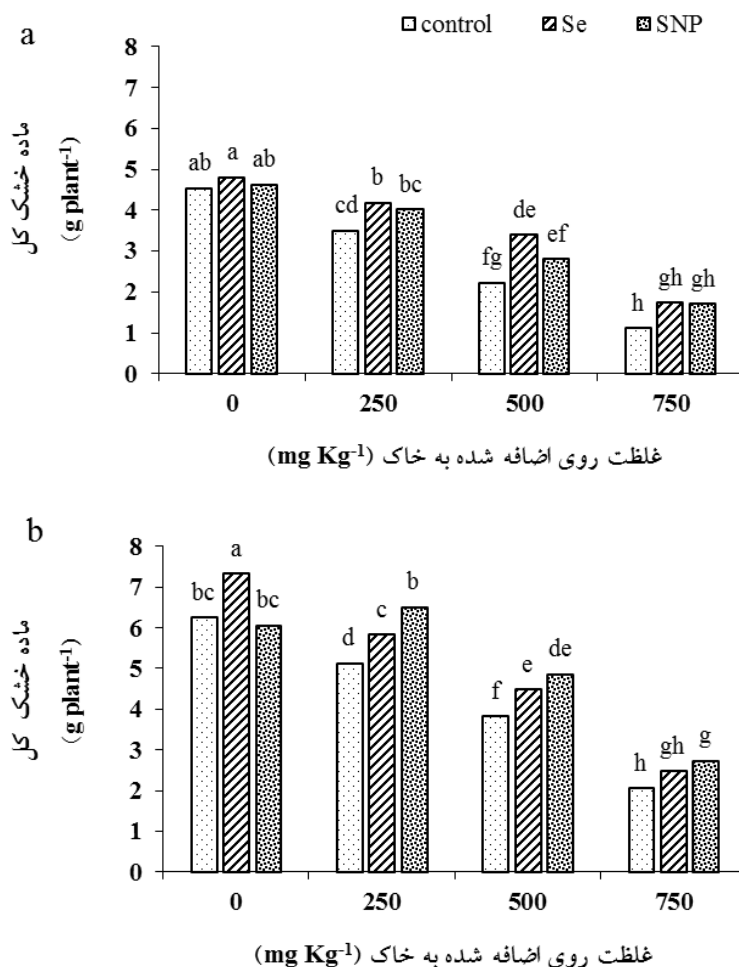 a
control Se SNP
ماده خشک کل
(g plant-1)
8
7
6
5
4
3
2
1
0
ab a ab
cd b bc
fg de ef
h gh gh
0 250 500 750
غلظت روی اضافه شده به خاک (mg Kg-1)
b
ماده خشک کل
(g plant-1)
8
7
6
5
4
3
2
1
0
bc a bc
d c b
f e de
h gh g
0 250 500 750
غلظت روی اضافه شده به خاک (mg Kg-1)